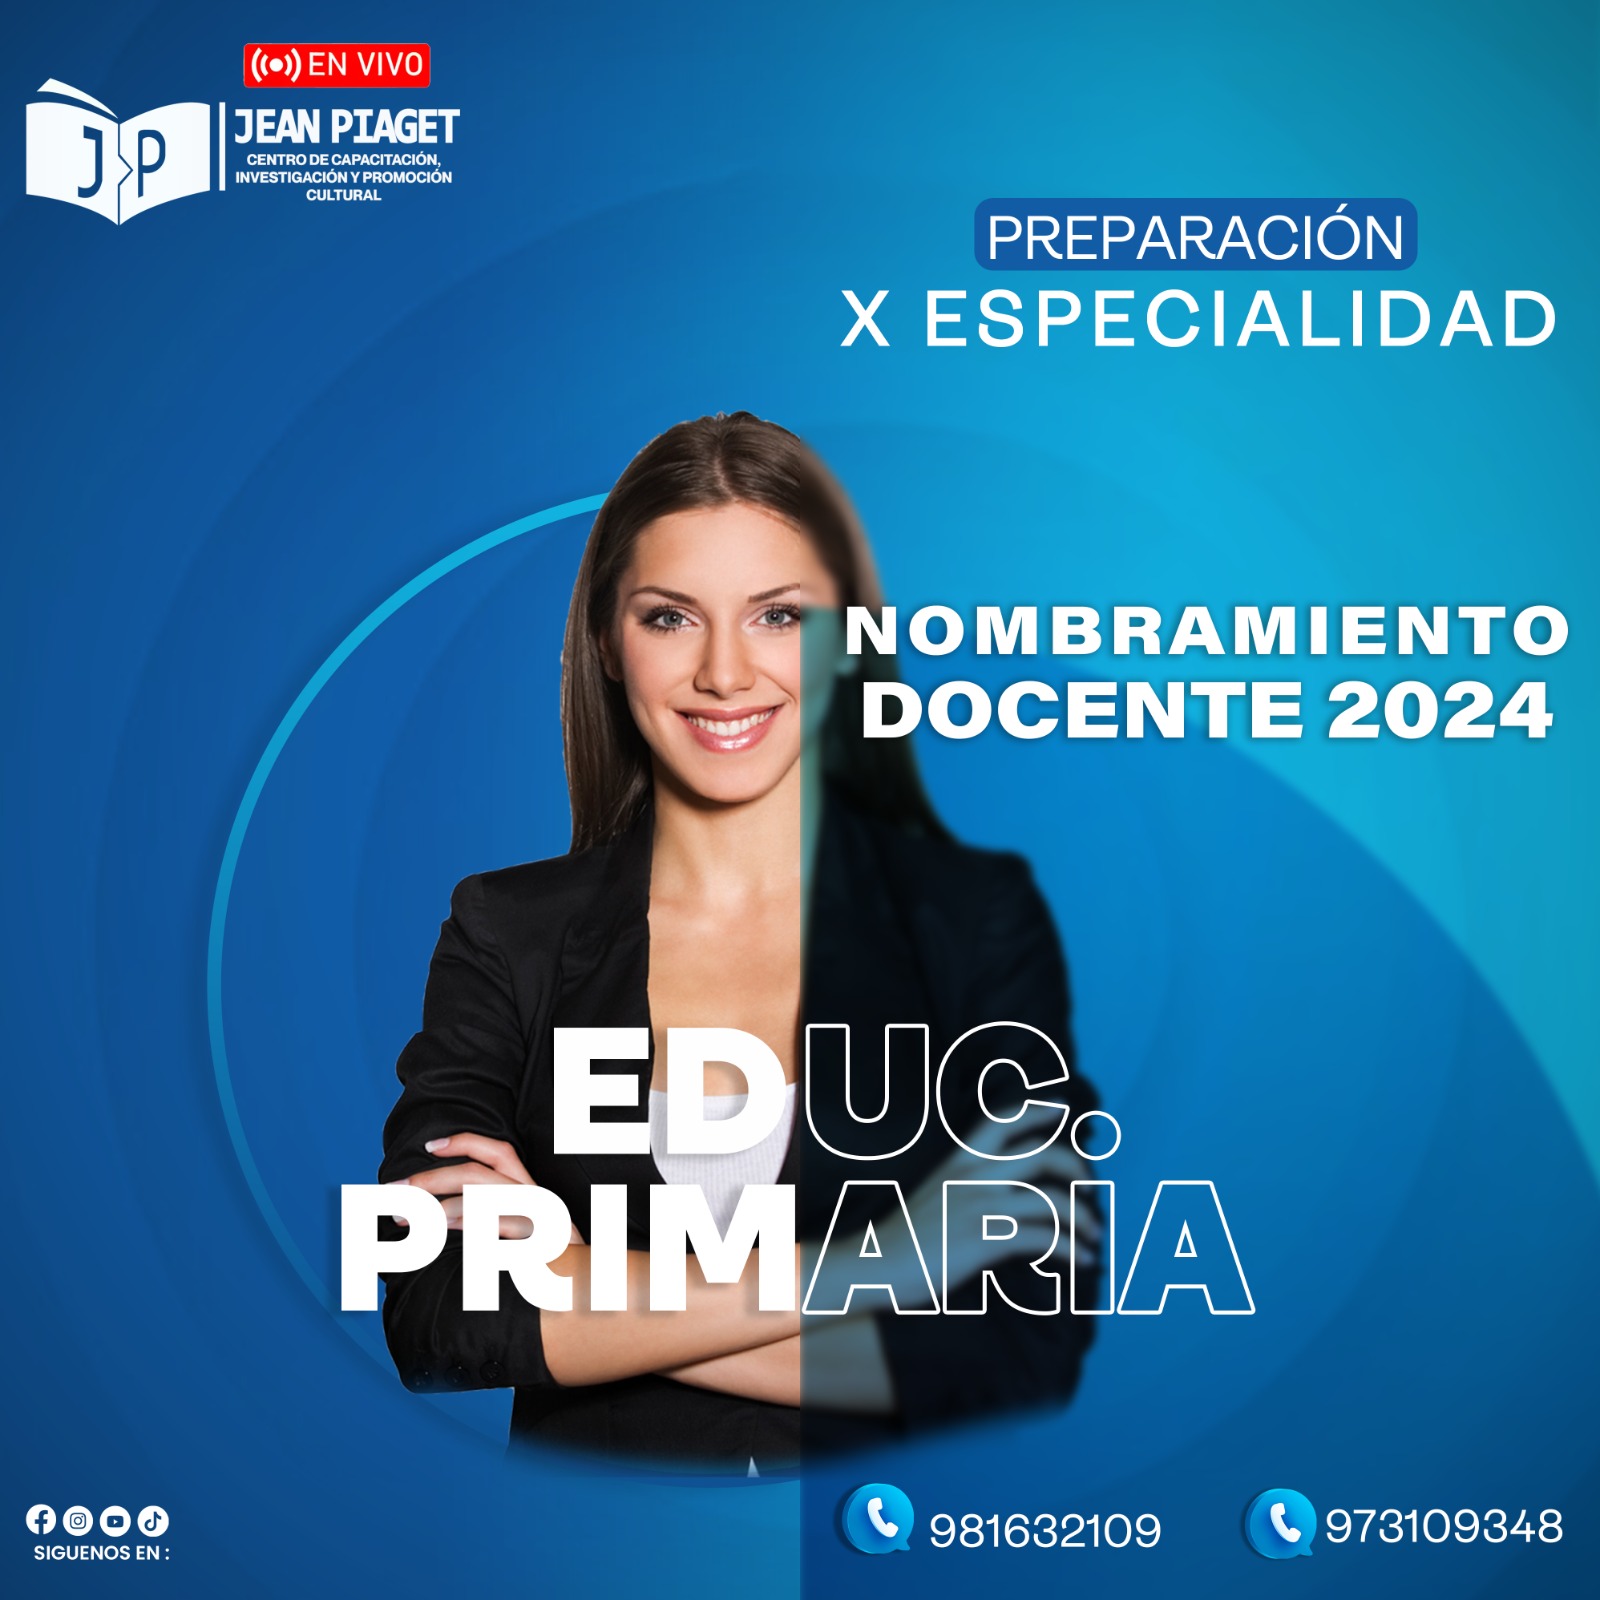 EN VIVO
JP
JEAN PIAGET
CENTRO DE CAPACITACIÓN,
INVESTIGACIÓN Y PROMOCIÓN
CULTURAL
PREPARACIÓN
X ESPECIALIDAD
NOMBRAMIENTO
DOCENTE 2024
EDUC.
PRIMARIA
SIGUENOS EN :
981632109
973109348